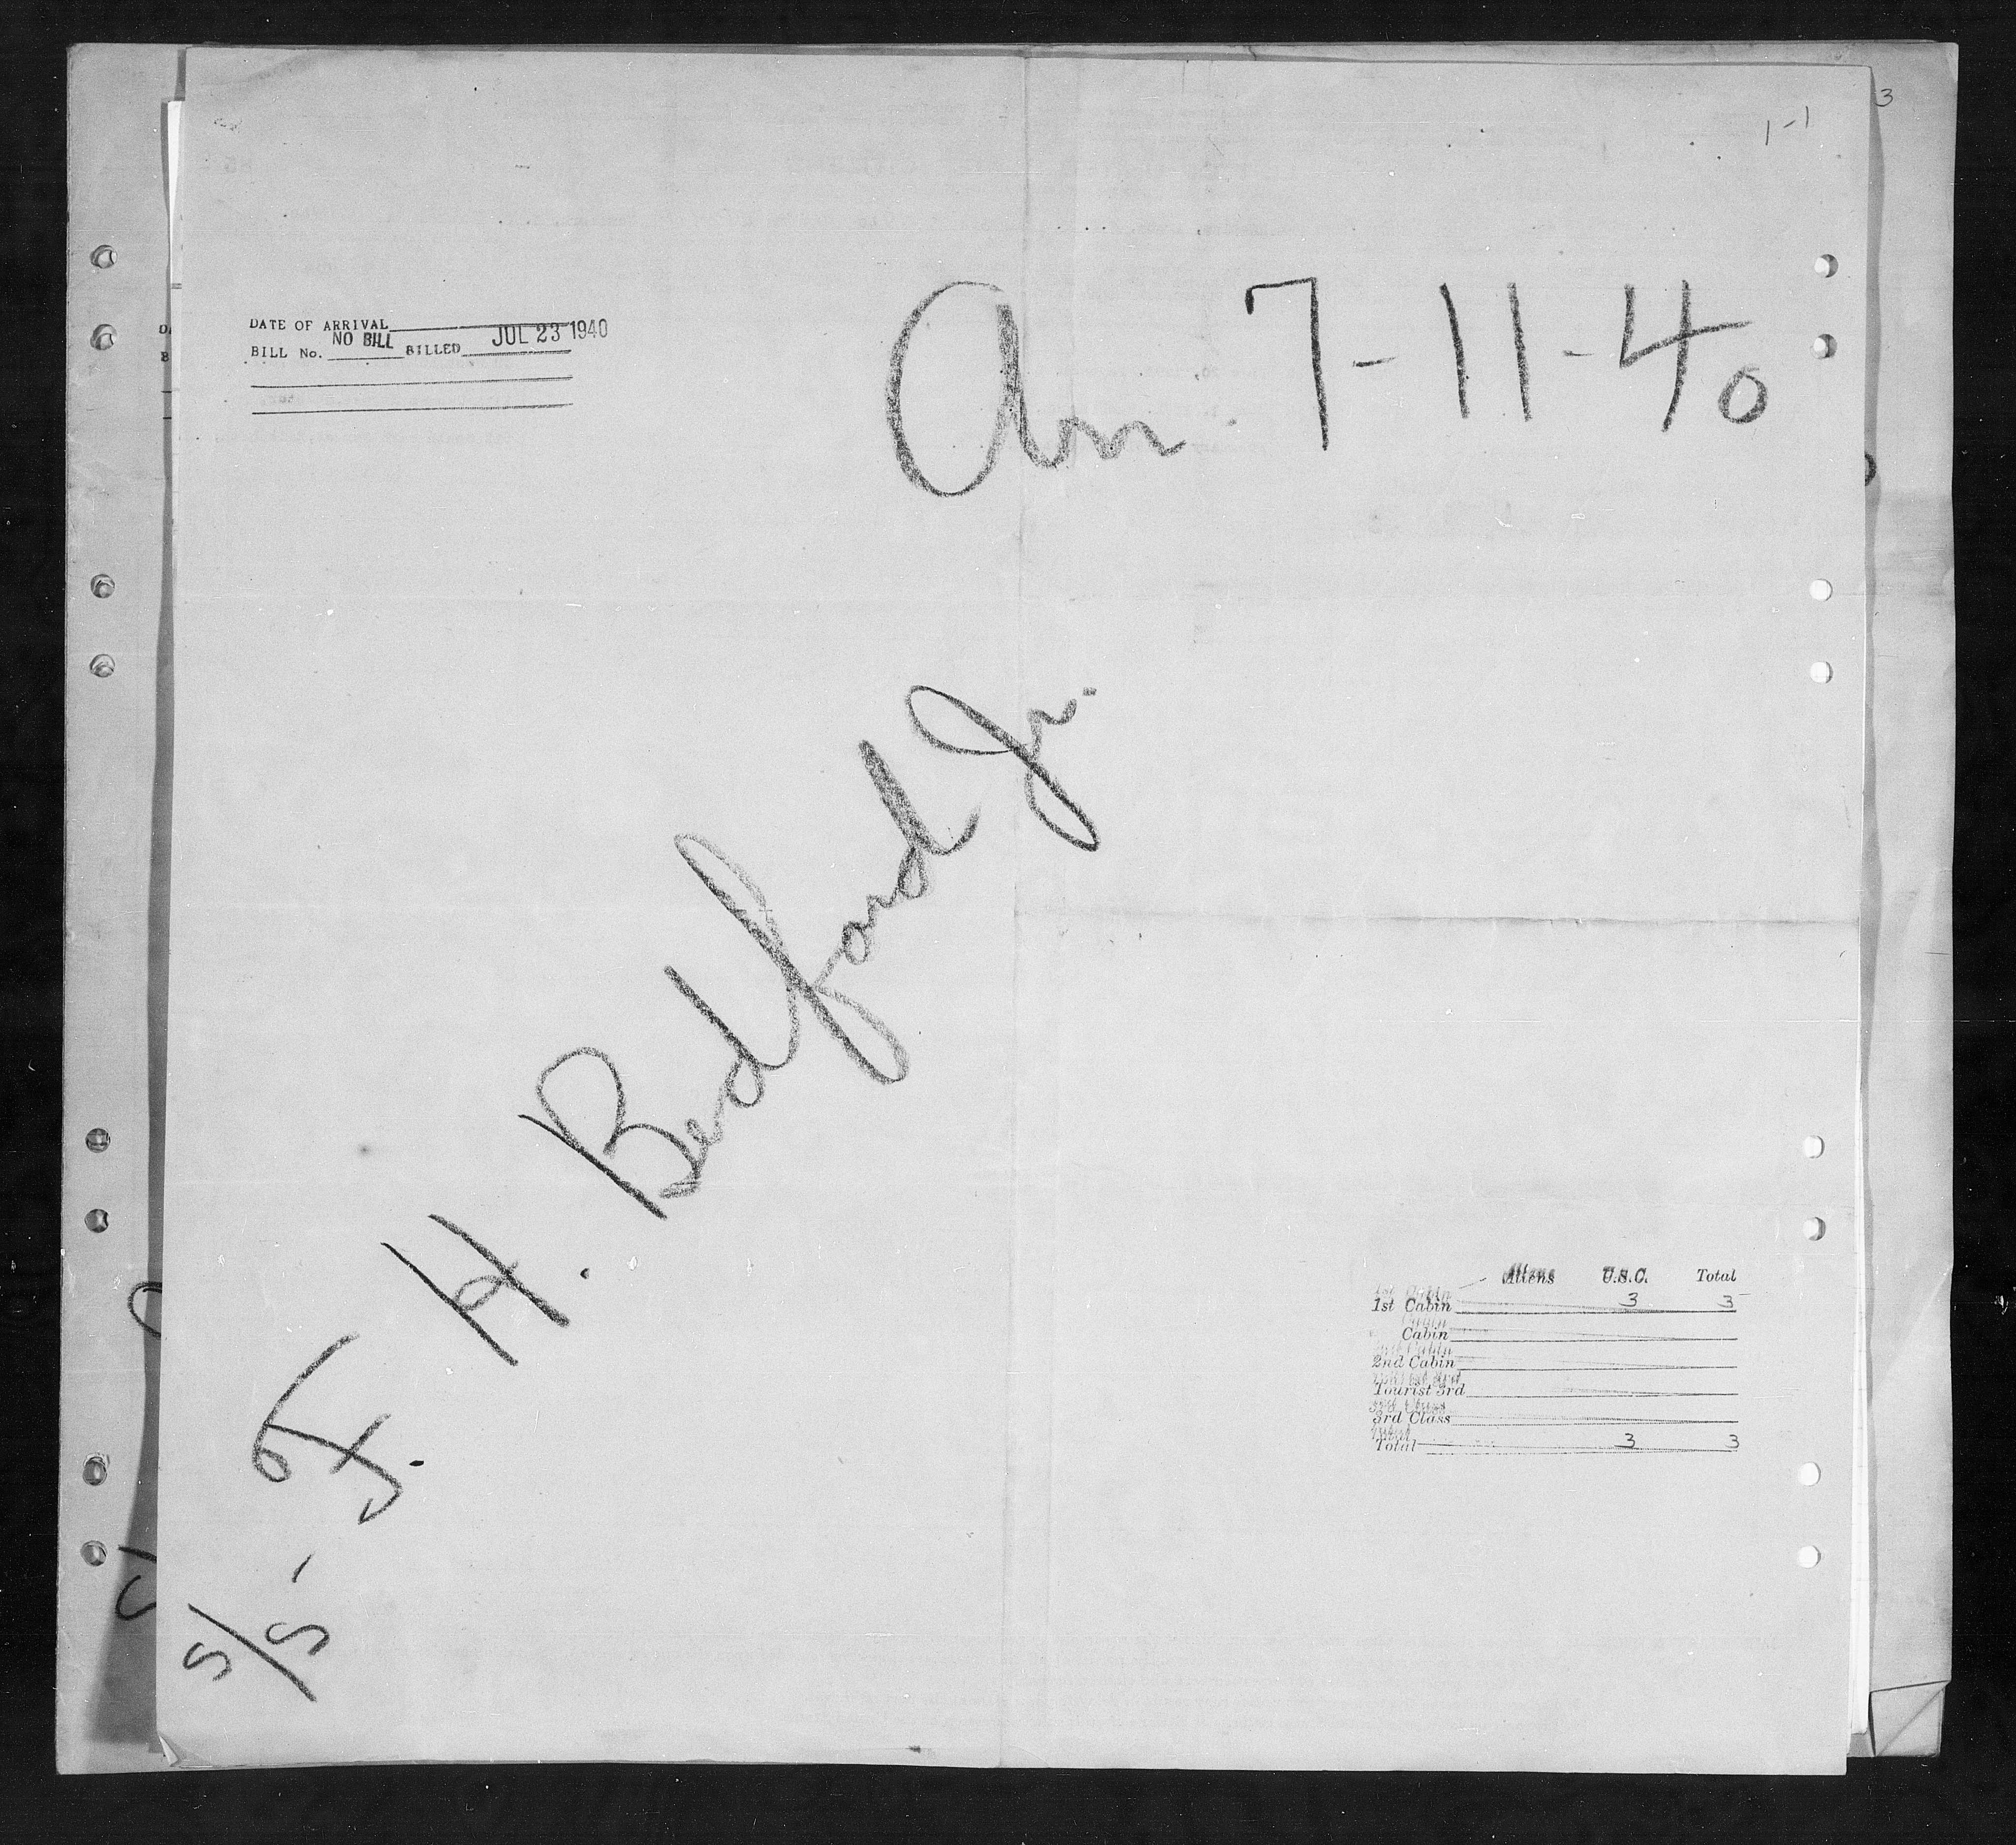 3
1-1
DATE OF ARRIVAL
BILL No. NO BILL BILLED JUL 23 1940
Arr. 7-11-40
S/S - F. H. Bedford Jr.
Aliens U.S.C. Total
1st Cabin 3 3
Cabin
2nd Cabin
Tourist 3rd
3rd Class
Total 3 3